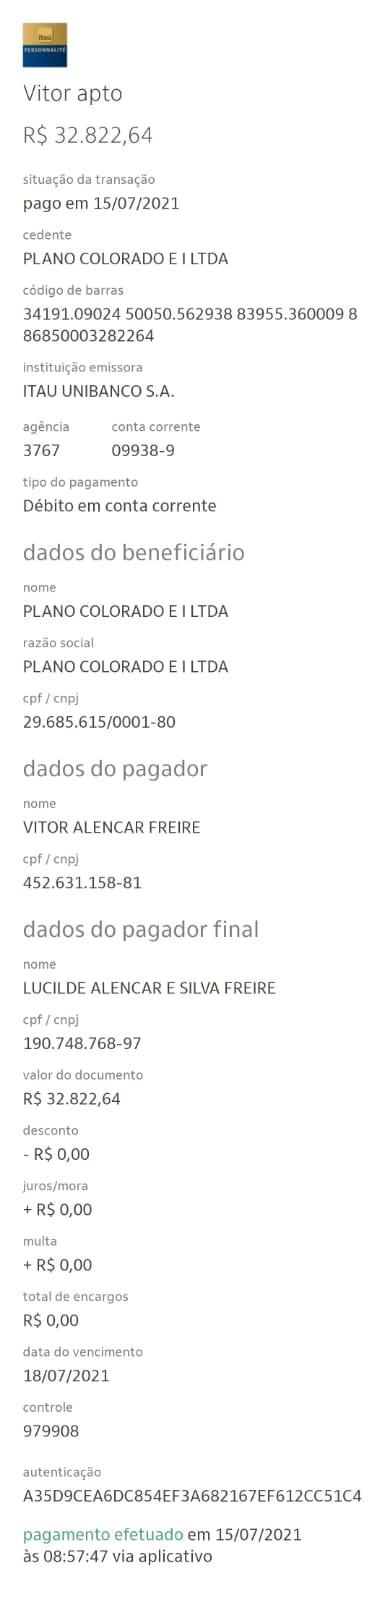 Itaú
PERSONNALITÉ
Vitor apto
R$ 32.822,64
situação da transação
pago em 15/07/2021
cedente
PLANO COLORADO E I LTDA
código de barras
34191.09024 50050.562938 83955.360009 8
86850003282264
instituição emissora
ITAU UNIBANCO S.A.
agência conta corrente
3767 09938-9
tipo do pagamento
Débito em conta corrente
dados do beneficiário
nome
PLANO COLORADO E I LTDA
razão social
PLANO COLORADO E I LTDA
cpf / cnpj
29.685.615/0001-80
dados do pagador
nome
VITOR ALENCAR FREIRE
cpf / cnpj
452.631.158-81
dados do pagador final
nome
LUCILDE ALENCAR E SILVA FREIRE
cpf / cnpj
190.748.768-97
valor do documento
R$ 32.822,64
desconto
- R$ 0,00
juros/mora
+ R$ 0,00
multa
+ R$ 0,00
total de encargos
R$ 0,00
data do vencimento
18/07/2021
controle
979908
autenticação
A35D9CEA6DC854EF3A682167EF612CC51C4
pagamento efetuado em 15/07/2021
às 08:57:47 via aplicativo